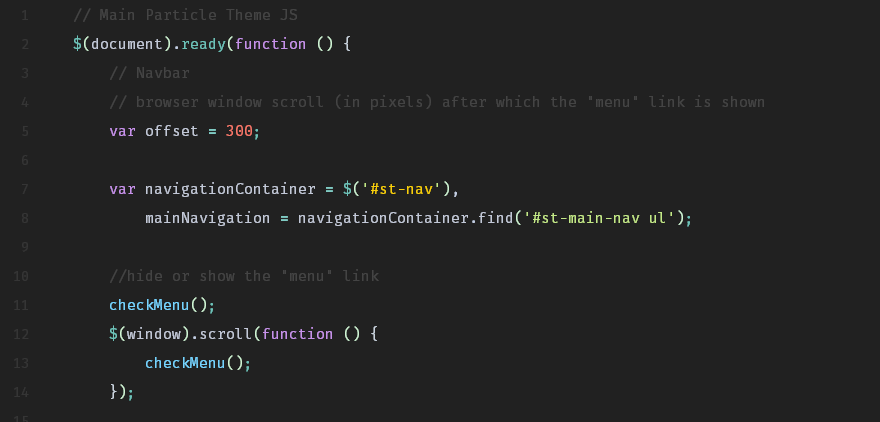 1 // Main Particle Theme JS
2 $(document).ready(function () {
3 // Navbar
4 // browser window scroll (in pixels) after which the "menu" link is shown
5 var offset = 300;
6
7 var navigationContainer = $('#st-nav'),
8 mainNavigation = navigationContainer.find('#st-main-nav ul');
9
10 //hide or show the "menu" link
11 checkMenu();
12 $(window).scroll(function () {
13 checkMenu();
14 });
15